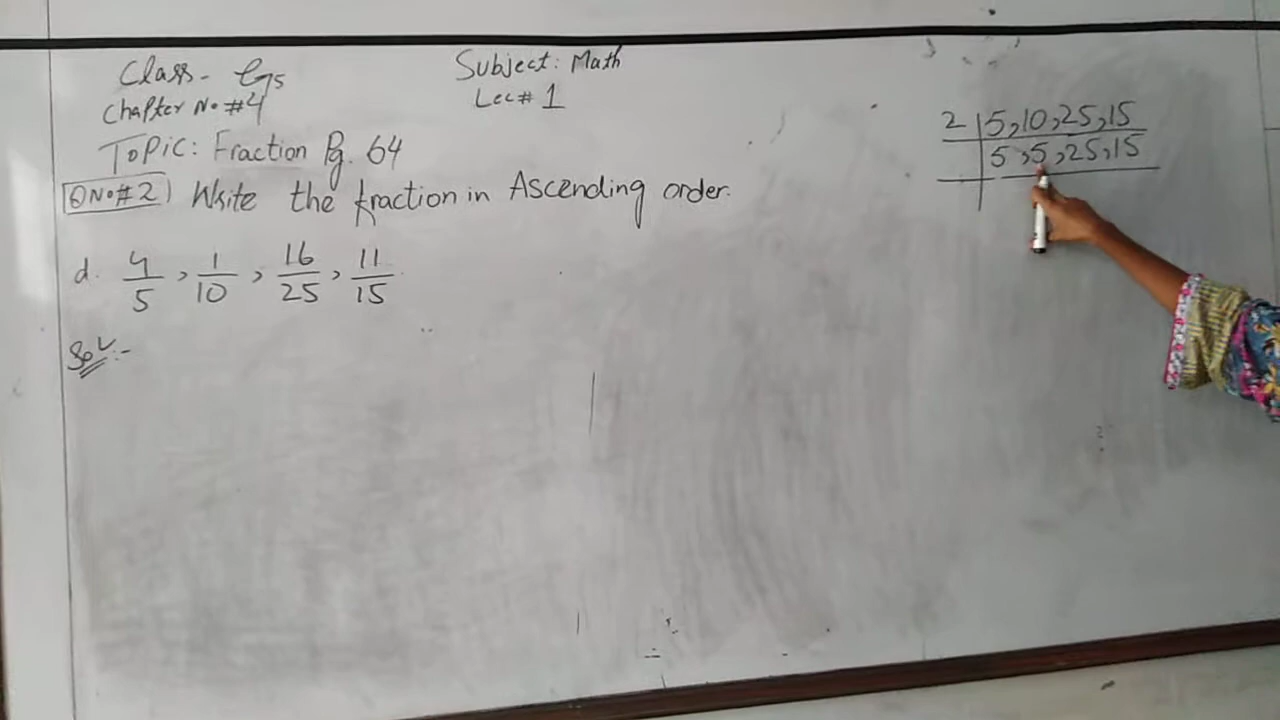 Class - G5
Subject: Math
Chapter No #4
Lec# 1
Topic: Fraction Pg. 64
QNo#2) Write the fraction in Ascending order.
d. 4/5, 1/10, 16/25, 11/15
Sol:-
2 | 5, 10, 25, 15
5, 5, 25, 15